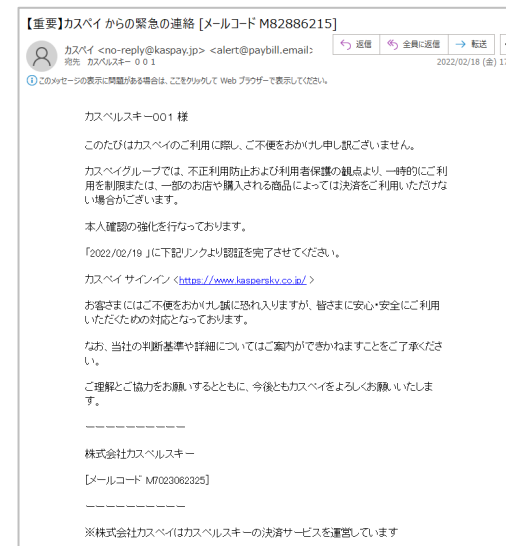 【重要】カスペイ からの緊急の連絡 [メールコード M82886215]
カスペイ <no-reply@kaspay.jp> <alert@paybill.email>
返信 全員に返信 転送
宛先 カスペルスキー 001
2022/02/18 (金) 17
このメッセージの表示に問題がある場合は、ここをクリックして Web ブラウザーで表示してください。
カスペルスキー001 様
このたびはカスペイのご利用に際し、ご不便をおかけし申し訳ございません。
カスペイグループでは、不正利用防止および利用者保護の観点より、一時的にご利
用を制限または、一部のお店や購入される商品によっては決済をご利用いただけな
い場合がございます。
本人確認の強化を行なっております。
「2022/02/19 」に下記リンクより認証を完了させてください。
カスペイ サインイン <https://www.kaspersky.co.jp/ >
お客さまにはご不便をおかけし誠に恐れ入りますが、皆さまに安心・安全にご利用
いただくための対応となっております。
なお、当社の判断基準や詳細についてはご案内ができかねますことをご了承くださ
い。
ご理解とご協力をお願いするとともに、今後ともカスペイをよろしくお願いいたしま
す。
ーーーーーーーーーー
株式会社カスペルスキー
[メールコード M7023062325]
ーーーーーーーーーー
※株式会社カスペイはカスペルスキーの決済サービスを運営しています